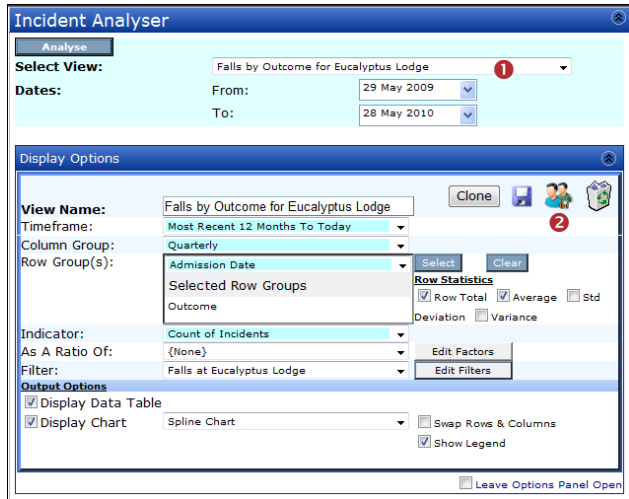 Incident Analyser
Analyse
Select View: Falls by Outcome for Eucalyptus Lodge 1
Dates: From: 29 May 2009
To: 28 May 2010
Display Options
Clone
View Name: Falls by Outcome for Eucalyptus Lodge 2
Timeframe: Most Recent 12 Months To Today
Column Group: Quarterly
Row Group(s): Admission Date Select Clear
Selected Row Groups Row Statistics
Outcome Row Total Average Std
Deviation Variance
Indicator: Count of Incidents
As A Ratio Of: {None} Edit Factors
Filter: Falls at Eucalyptus Lodge Edit Filters
Output Options
Display Data Table
Display Chart Spline Chart Swap Rows & Columns
Show Legend
Leave Options Panel Open